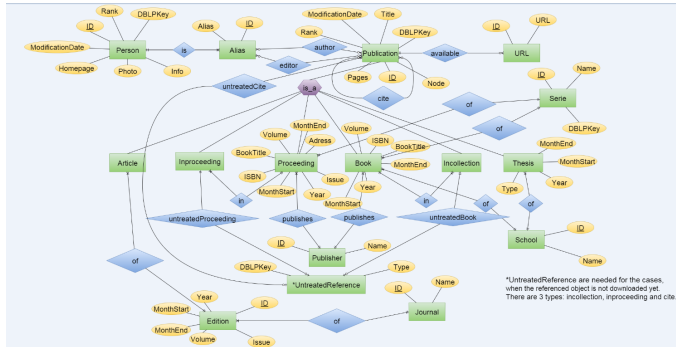 Rank
DBLPKey
ID
ModificationDate
Person
Homepage
Photo
Info
is
Alias
ID
Alias
author
editor
ModificationDate
Title
Rank
DBLPKey
Publication
Pages
ID
Node
cite
available
URL
ID
URL
untreatedCite
is_a
of
of
Serie
ID
Name
DBLPKey
Article
Inproceeding
Volume
MonthEnd
Adress
BookTitle
Proceeding
ISBN
Issue
MonthStart
Year
Volume
ISBN
BookTitle
Book
MonthEnd
Year
MonthStart
Incollection
Thesis
MonthEnd
MonthStart
Type
Year
in
in
untreatedProceeding
publishes
publishes
untreatedBook
of
of
School
ID
Name
Publisher
ID
Name
DBLPKey
Type
*UntreatedReference
of
Year
ID
MonthStart
MonthEnd
Edition
Volume
Issue
of
Journal
ID
Name
*UntreatedReference are needed for the cases,
when the referenced object is not downloaded yet.
There are 3 types: incollection, inproceeding and cite.